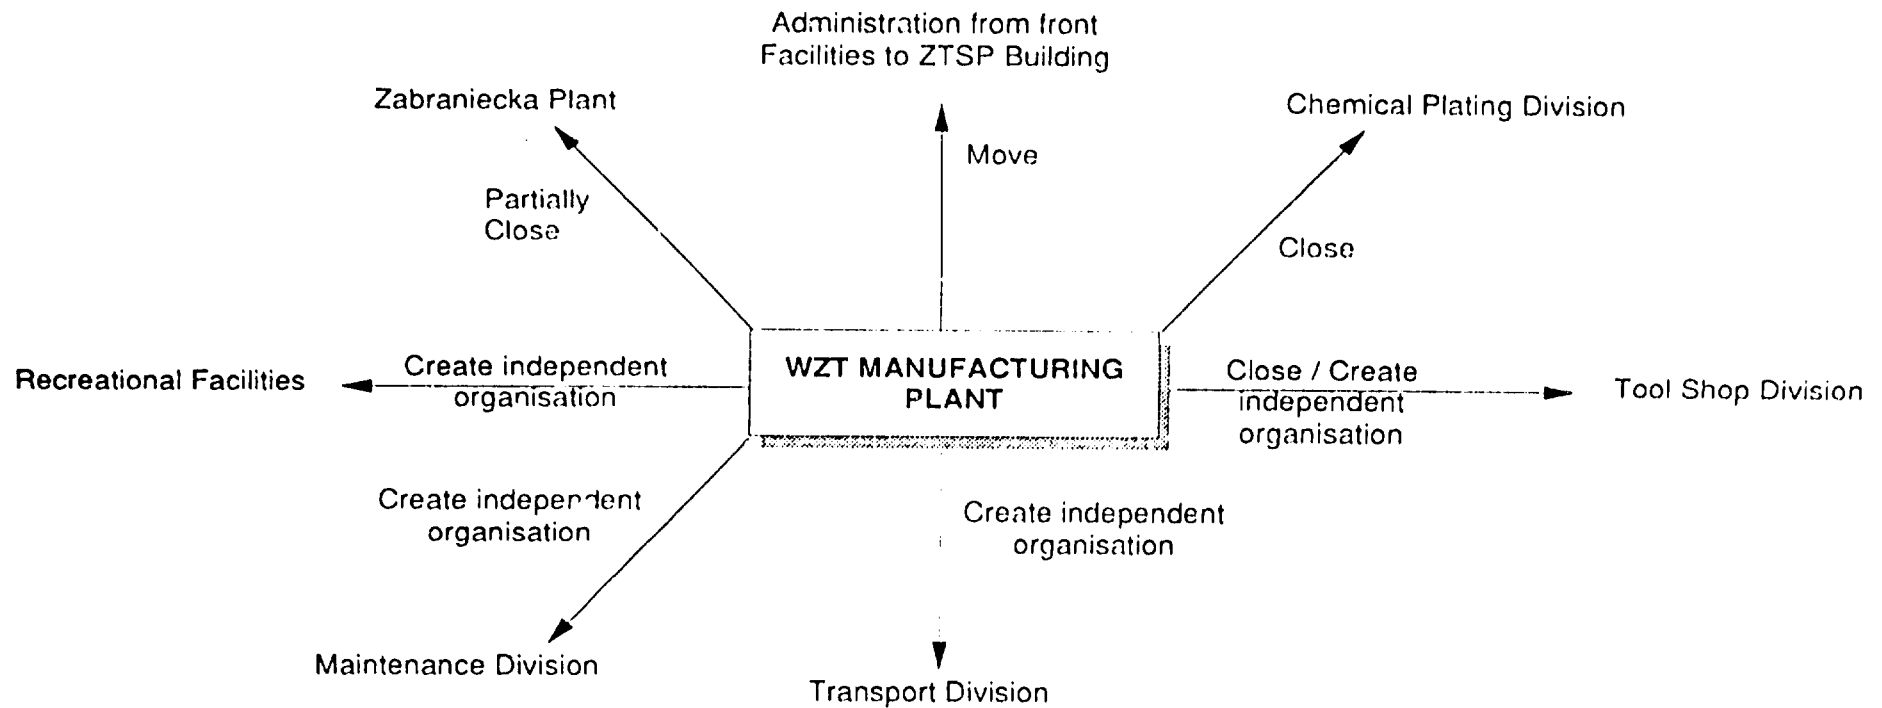 Administration from front
Facilities to ZTSP Building
Zabraniecka Plant
Chemical Plating Division
Move
Partially
Close
Close
Recreational Facilities
Create independent
organisation
WZT MANUFACTURING
PLANT
Close / Create
independent
organisation
Tool Shop Division
Create independent
organisation
Create independent
organisation
Maintenance Division
Transport Division